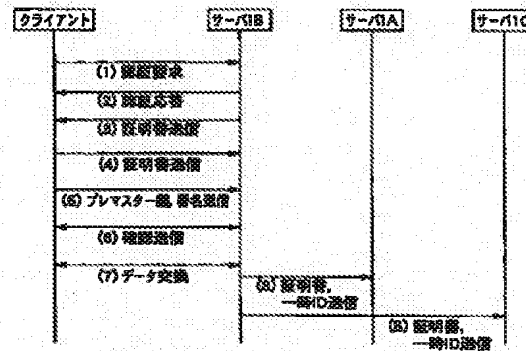 クライアント
サーバ1B
サーバ1A
サーバ1C
(1) 認証要求
(2) 認証応答
(3) 証明書送信
(4) 証明書送信
(5) プレマスター鍵, 署名送信
(6) 確認送信
(7) データ交換
(8) 証明書,
一時ID送信
(8) 証明書,
一時ID送信